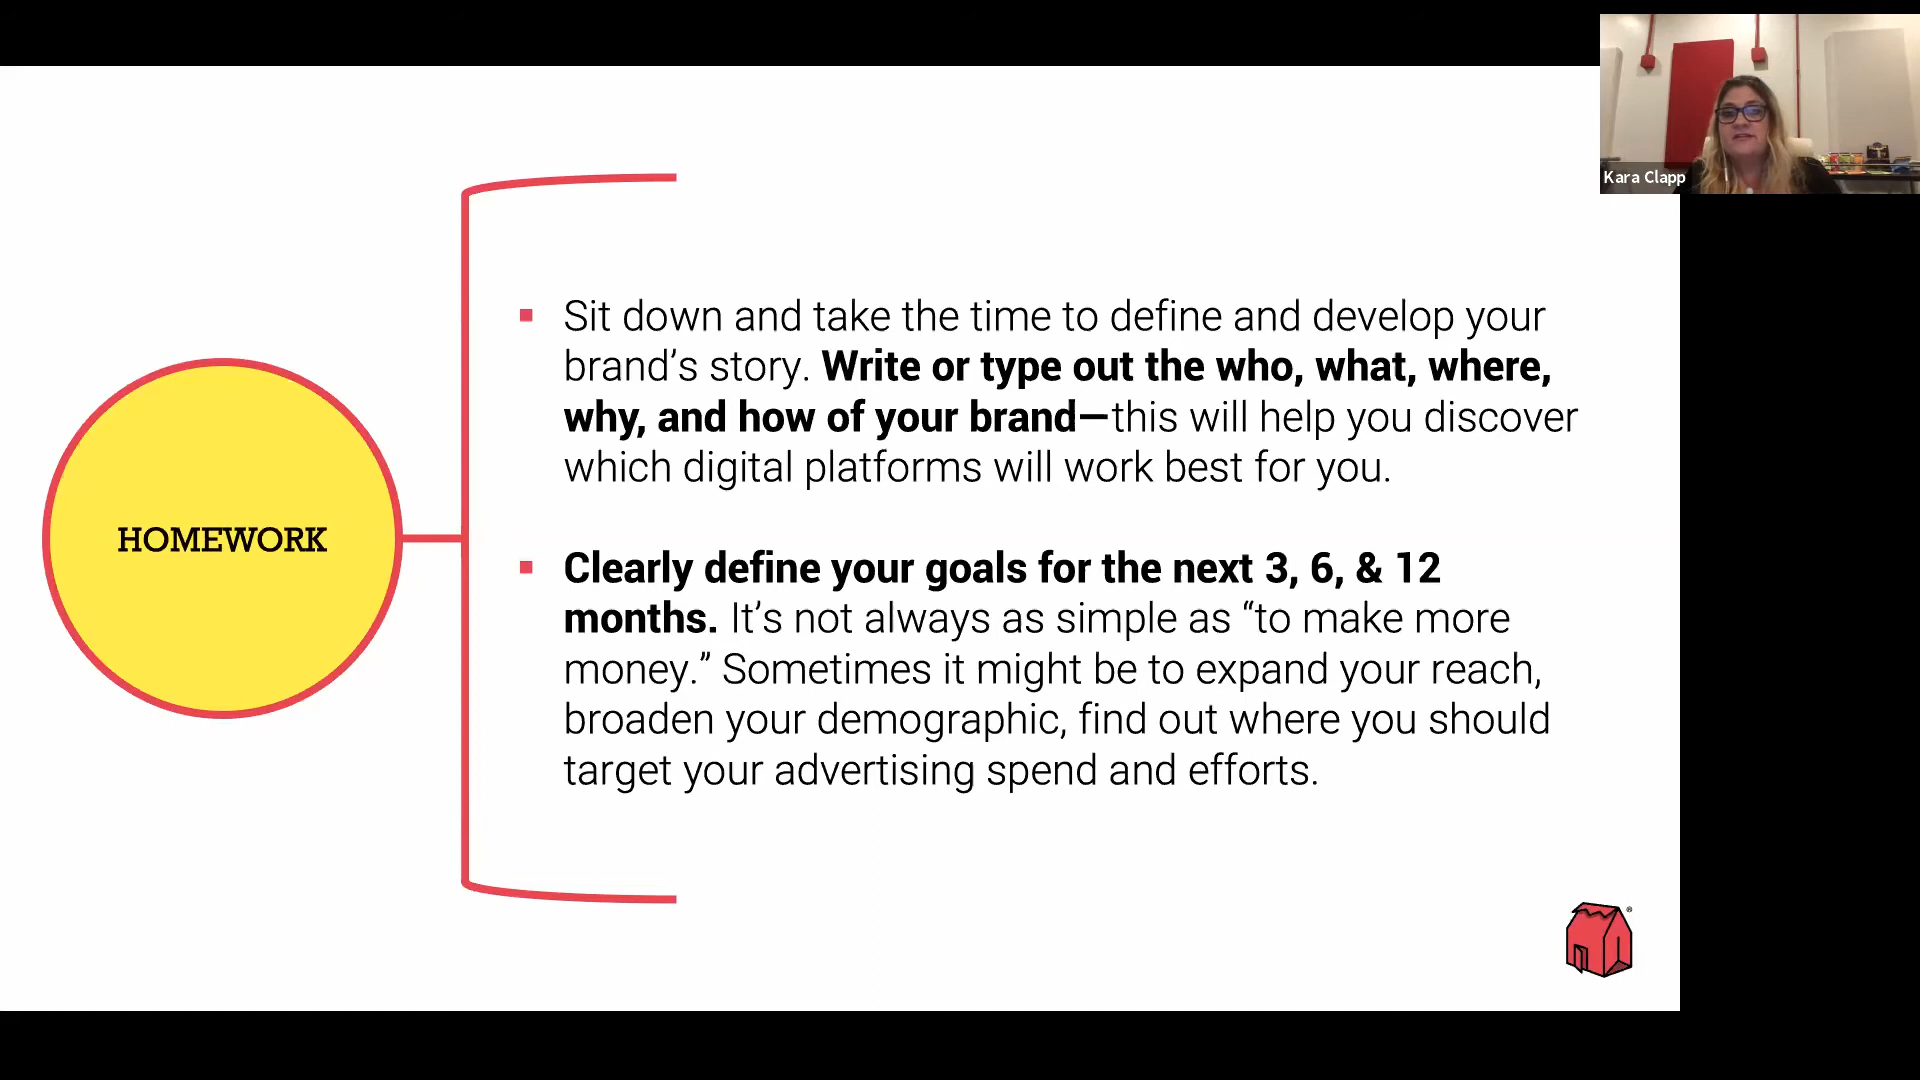 Kara Clapp
HOMEWORK
Sit down and take the time to define and develop your
brand’s story. Write or type out the who, what, where,
why, and how of your brand—this will help you discover
which digital platforms will work best for you.
Clearly define your goals for the next 3, 6, & 12
months. It’s not always as simple as “to make more
money.” Sometimes it might be to expand your reach,
broaden your demographic, find out where you should
target your advertising spend and efforts.
®